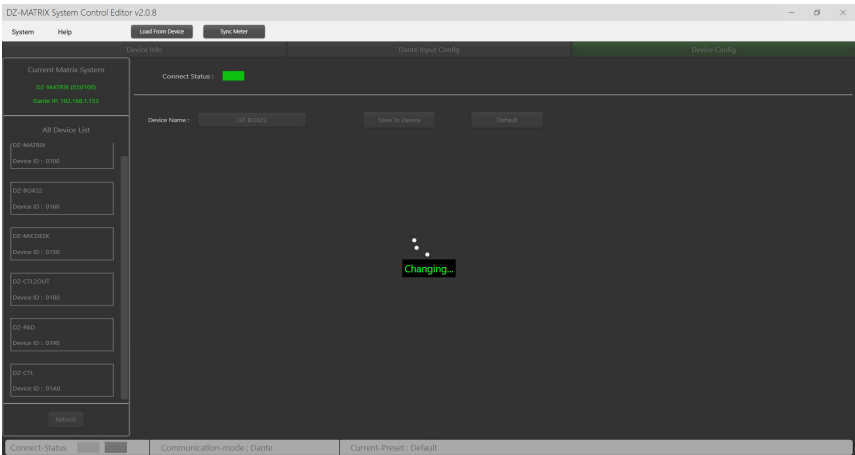 DZ-MATRIX System Control Editor v2.0.8
System Help Load From Device Sync Meter
Device Info Dante Input Config Device Config
Current Matrix System
DZ-MATRIX (ID:0100)
Dante IP: 192.168.1.133
Connect Status :
Device Name : DZ-BOX22 Save To Device Default
All Device List
DZ-MATRIX
Device ID : 0100
DZ-BOX22
Device ID : 0160
DZ-MICDESK
Device ID : 0150
DZ-CTL2OUT
Device ID : 01B0
DZ-PAD
Device ID : 0190
DZ-CTL
Device ID : 01A0
Refresh
Changing...
Connect-Status Communication-mode : Dante Current-Preset : Default